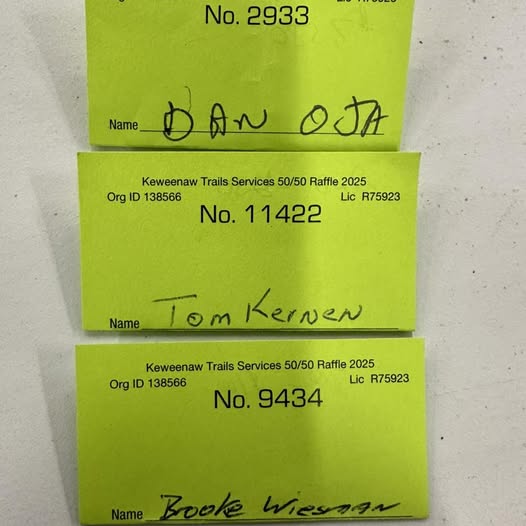 Lic R75923
No. 2933
Name DAN OJA
Keweenaw Trails Services 50/50 Raffle 2025
Org ID 138566 Lic R75923
No. 11422
Name Tom Kernen
Keweenaw Trails Services 50/50 Raffle 2025
Org ID 138566 Lic R75923
No. 9434
Name Brooke Wiesman